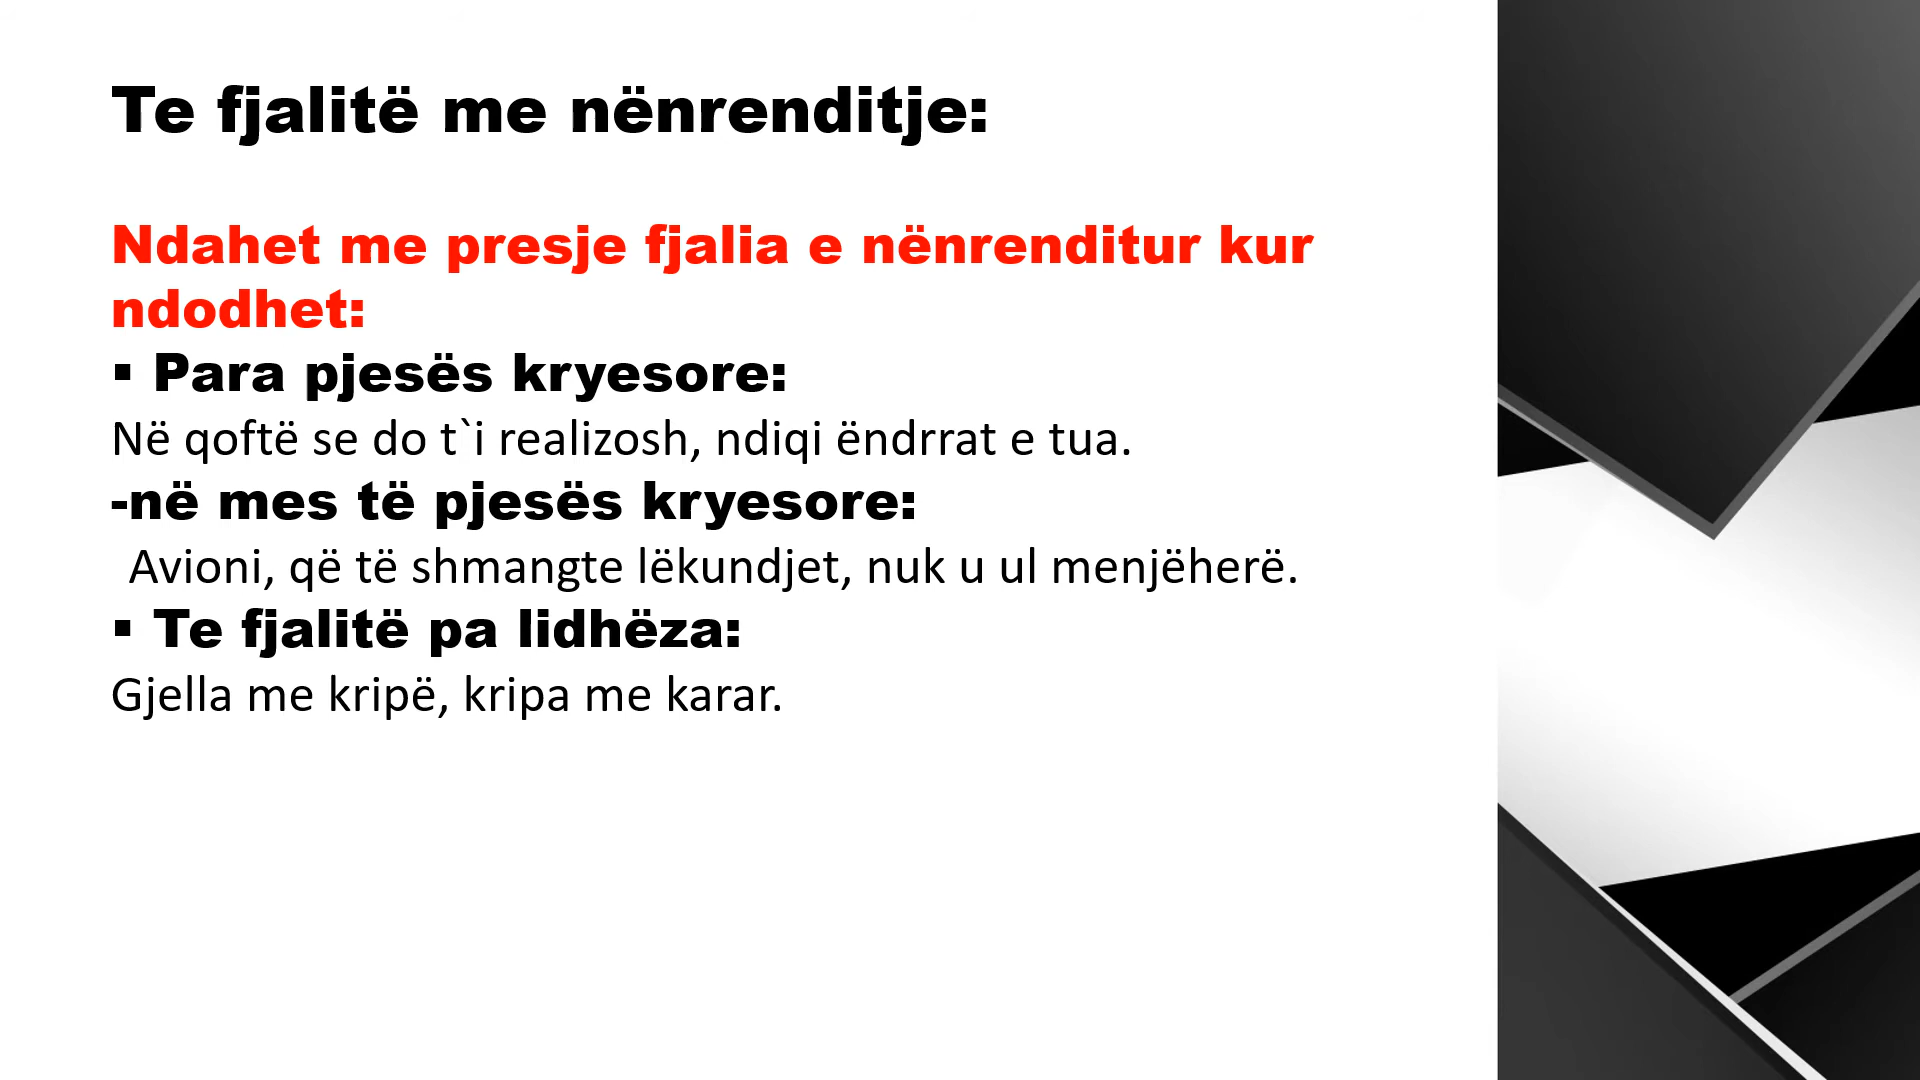 Te fjalitë me nënrenditje:
Ndahet me presje fjalia e nënrenditur kur
ndodhet:
▪ Para pjesës kryesore:
Në qoftë se do t`i realizosh, ndiqi ëndrrat e tua.
-në mes të pjesës kryesore:
Avioni, që të shmangte lëkundjet, nuk u ul menjëherë.
▪ Te fjalitë pa lidhëza:
Gjella me kripë, kripa me karar.